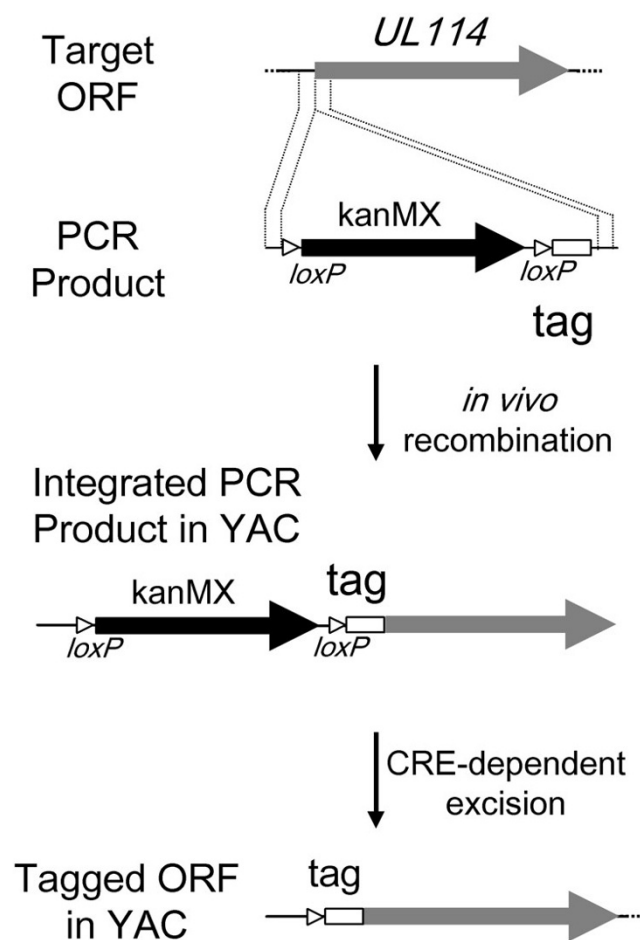 Target
ORF
UL114
PCR
Product
kanMX
loxP
loxP
tag
in vivo
recombination
Integrated PCR
Product in YAC
kanMX
tag
loxP
loxP
CRE-dependent
excision
Tagged ORF
in YAC
tag